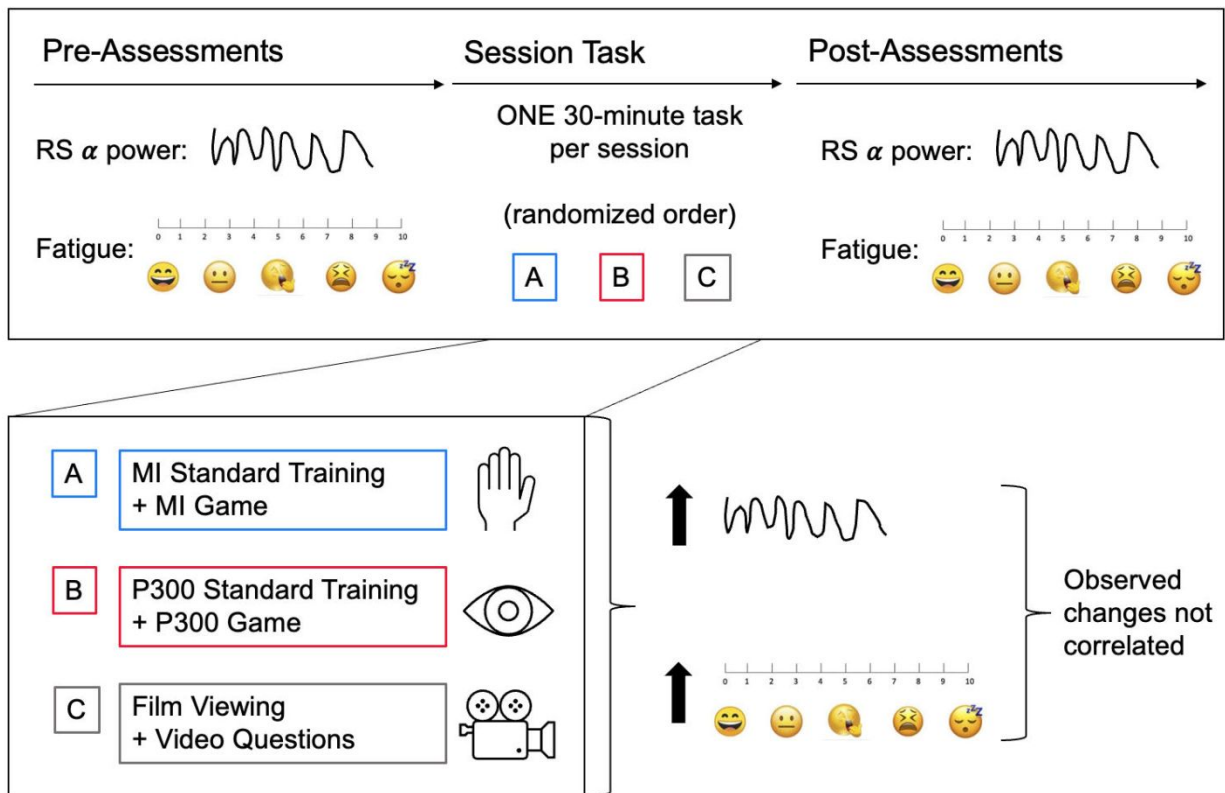 Pre-Assessments
Session Task
Post-Assessments
RS α power:
Fatigue:
0 1 2 3 4 5 6 7 8 9 10
zzZ
ONE 30-minute task
per session
(randomized order)
A B C
RS α power:
Fatigue:
0 1 2 3 4 5 6 7 8 9 10
zzZ
A
MI Standard Training
+ MI Game
B
P300 Standard Training
+ P300 Game
C
Film Viewing
+ Video Questions
0 1 2 3 4 5 6 7 8 9 10
zzZ
Observed
changes not
correlated